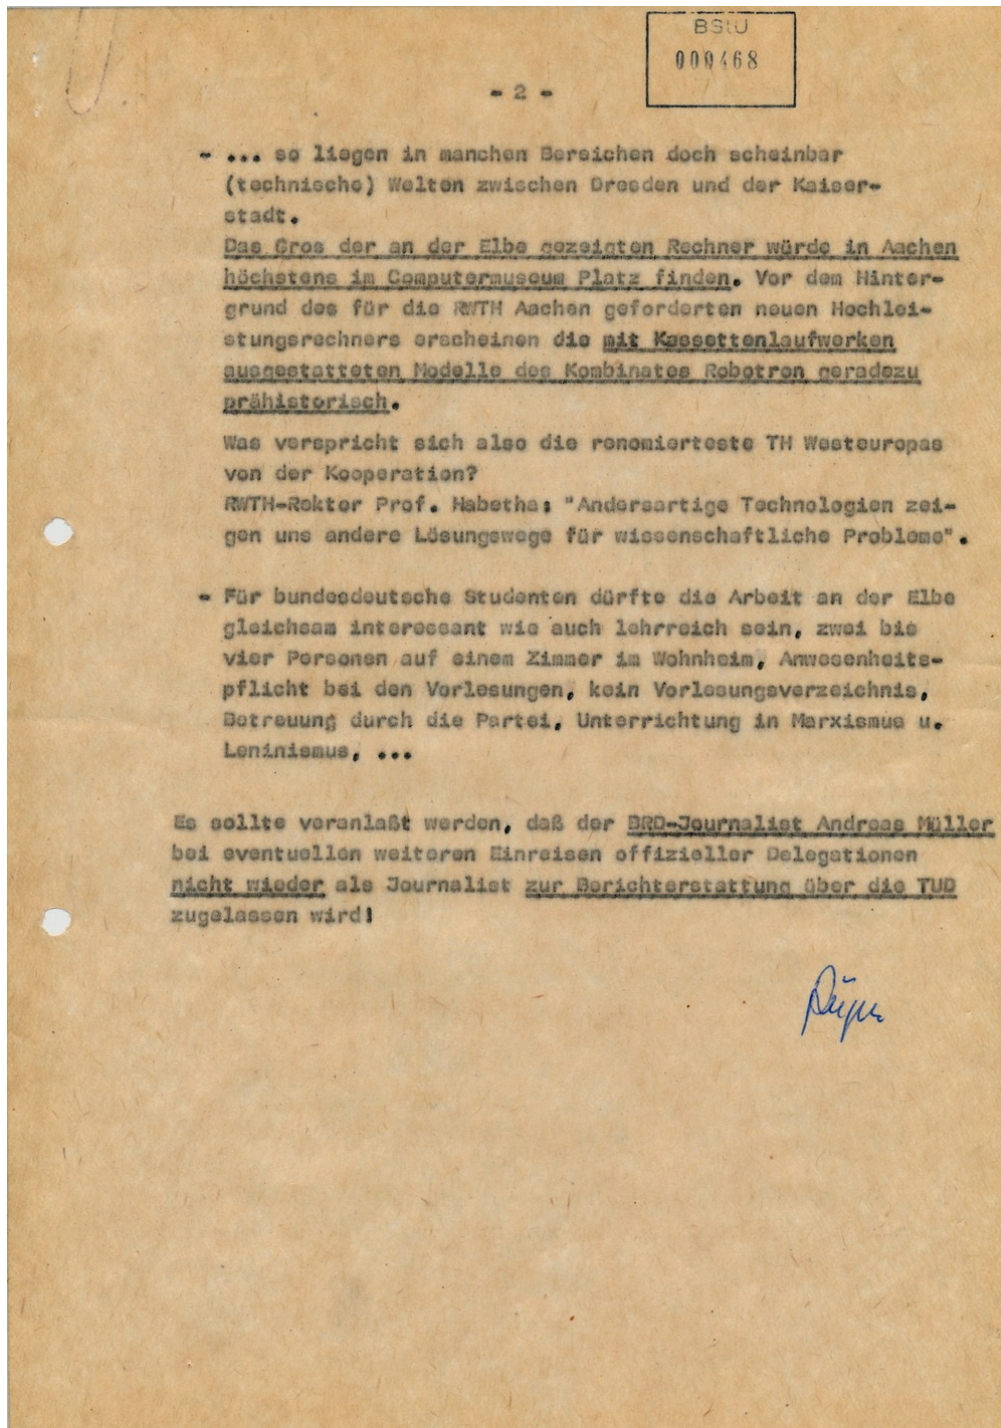 BStU
000468
- 2 -
- ... so liegen in manchen Bereichen doch scheinbar
(technische) Welten zwischen Dresden und der Kaiser-
stadt.
Das Gros der an der Elbe gezeigten Rechner würde in Aachen
höchstens im Computermuseum Platz finden. Vor dem Hinter-
grund des für die RWTH Aachen geforderten neuen Hochlei-
stungsrechners erscheinen die mit Kassettenlaufwerken
ausgestatteten Modelle des Kombinates Robotron geradezu
prähistorisch.
Was verspricht sich also die renomierteste TH Westeuropas
von der Kooperation?
RWTH-Rektor Prof. Habetha: "Andersartige Technologien zei-
gen uns andere Lösungswege für wissenschaftliche Probleme".
- Für bundesdeutsche Studenten dürfte die Arbeit an der Elbe
gleichsam interessant wie auch lehrreich sein, zwei bis
vier Personen auf einem Zimmer im Wohnheim, Anwesenheits-
pflicht bei den Vorlesungen, kein Vorlesungsverzeichnis,
Betreuung durch die Partei, Unterrichtung in Marxismus u.
Leninismus, ...
Es sollte veranlaßt werden, daß der BRD-Journalist Andreas Müller
bei eventuellen weiteren Einreisen offizieller Delegationen
nicht wieder als Journalist zur Berichterstattung über die TUD
zugelassen wird!